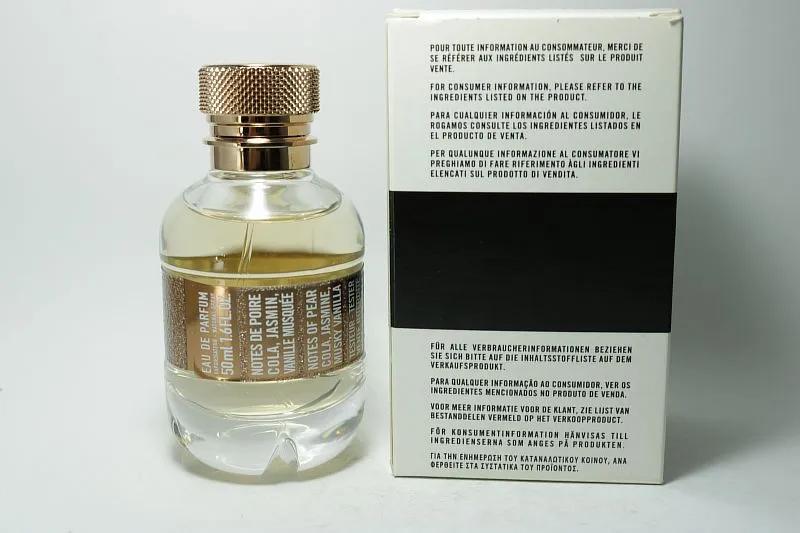 EAU DE PARFUM
50 ml 1.6 FL.OZ.
NOTES DE POIRE
COLA, JASMIN,
VANILLE MUSQUÉE
NOTES OF PEAR
COLA, JASMINE,
MUSKY VANILLA
TESTEUR - TESTER
POUR TOUTE INFORMATION AU CONSOMMATEUR, MERCI DE
SE RÉFÉRER AUX INGRÉDIENTS LISTÉS SUR LE PRODUIT
VENTE.
FOR CONSUMER INFORMATION, PLEASE REFER TO THE
INGREDIENTS LISTED ON THE PRODUCT.
PARA CUALQUIER INFORMACIÓN AL CONSUMIDOR, LE
ROGAMOS CONSULTE LOS INGREDIENTES LISTADOS EN
EL PRODUCTO DE VENTA.
PER QUALUNQUE INFORMAZIONE AL CONSUMATORE VI
PREGHIAMO DI FARE RIFERIMENTO ÀGLI INGREDIENTI
ELENCATI SUL PRODOTTO DI VENDITA.
FÜR ALLE VERBRAUCHERINFORMATIONEN BEZIEHEN
SIE SICH BITTE AUF DIE INHALTSSTOFFLISTE AUF DEM
VERKAUFSPRODUKT.
PARA QUALQUER INFORMAÇÃO AO CONSUMIDOR, VER OS
INGREDIENTES MENCIONADOS NO PRODUTO DE VENDA.
VOOR MEER INFORMATIE VOOR DE KLANT, ZIE LIJST VAN
BESTANDDELEN VERMELD OP HET VERKOOPPRODUCT.
FÖR KONSUMENTINFORMATION HÄNVISAS TILL
INGREDIENSERNA SOM ANGES PÅ PRODUKTEN.
ΓΙΑ ΤΗΝ ΕΝΗΜΕΡΩΣΗ ΤΟΥ ΚΑΤΑΝΑΛΩΤΙΚΟΥ ΚΟΙΝΟΥ, ΑΝΑ
ΦΕΡΘΕΙΤΕ ΣΤΑ ΣΥΣΤΑΤΙΚΑ ΤΟΥ ΠΡΟΪΟΝΤΟΣ.